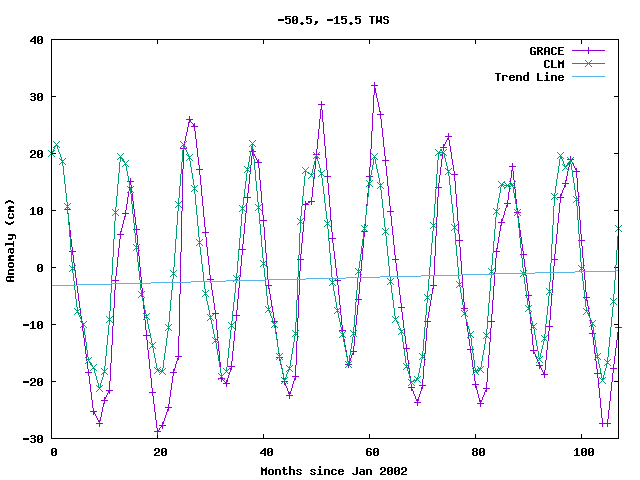 -50.5, -15.5 TWS
GRACE
CLM
Trend Line
40
30
20
10
0
-10
-20
-30
Anomaly (cm)
0 20 40 60 80 100
Months since Jan 2002